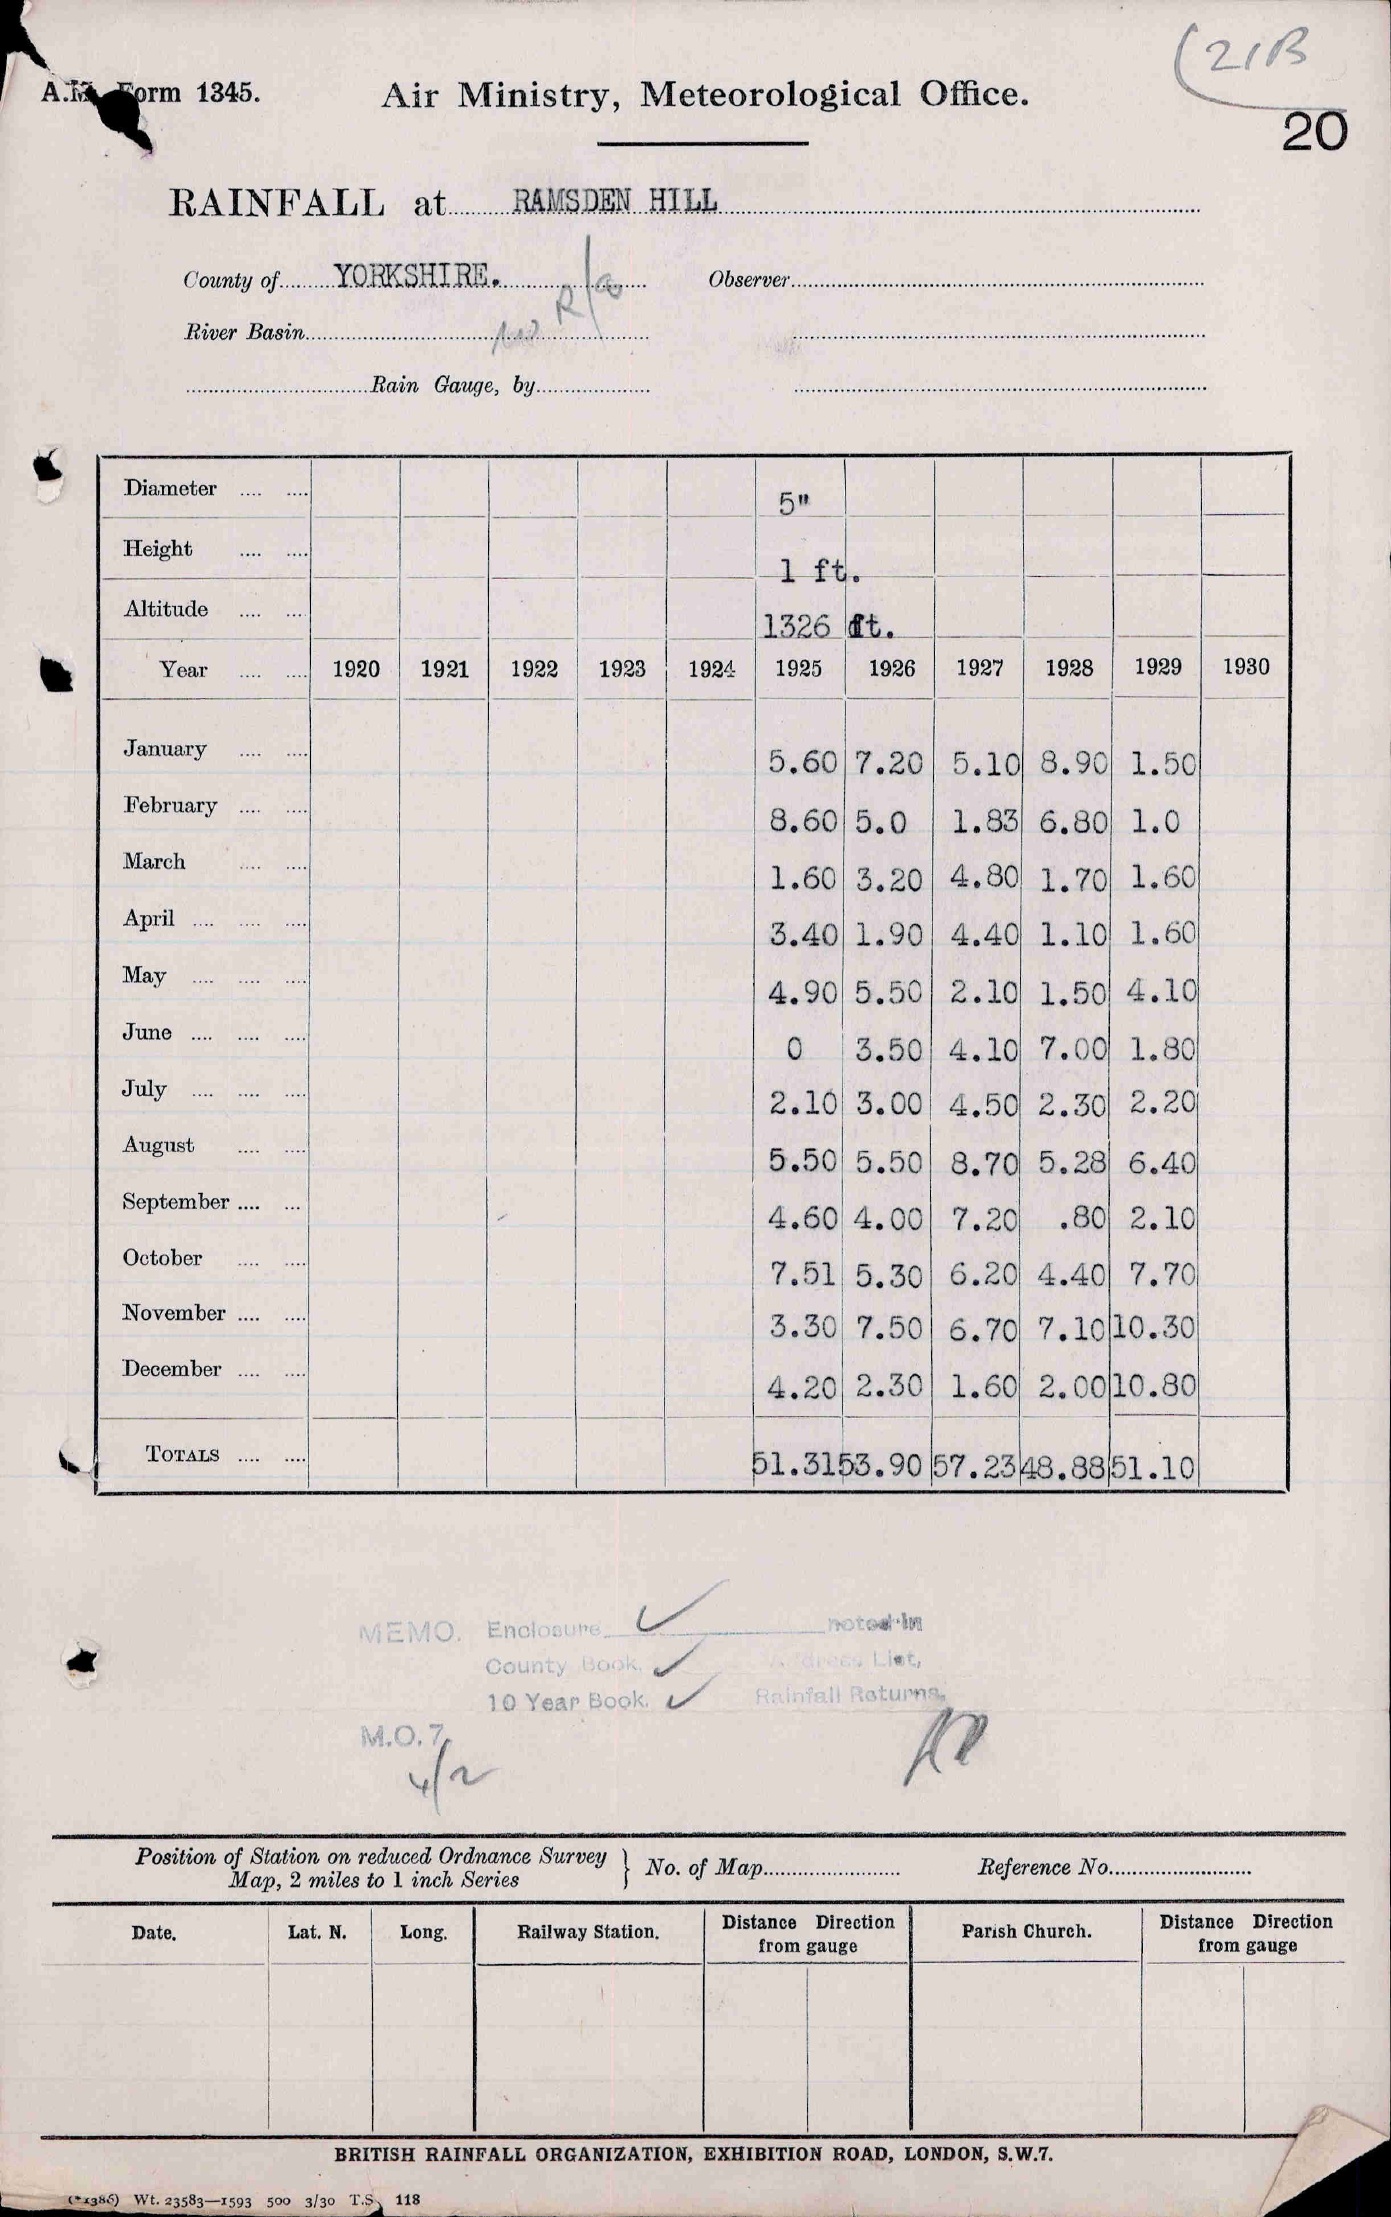 (21B
A.M. Form 1345.
Air Ministry, Meteorological Office.
20
RAINFALL at RAMSDEN HILL
County of YORKSHIRE. Observer
River Basin
Rain Gauge, by
Diameter 5"
Height 1 ft.
Altitude 1326 ft.
Year 1920 1921 1922 1923 1924 1925 1926 1927 1928 1929 1930
January 5.60 7.20 5.10 8.90 1.50
February 8.60 5.0 1.83 6.80 1.0
March 1.60 3.20 4.80 1.70 1.60
April 3.40 1.90 4.40 1.10 1.60
May 4.90 5.50 2.10 1.50 4.10
June 0 3.50 4.10 7.00 1.80
July 2.10 3.00 4.50 2.30 2.20
August 5.50 5.50 8.70 5.28 6.40
September 4.60 4.00 7.20 .80 2.10
October 7.51 5.30 6.20 4.40 7.70
November 3.30 7.50 6.70 7.10 10.30
December 4.20 2.30 1.60 2.00 10.80
TOTALS 51.31 53.90 57.23 48.88 51.10
MEMO. Enclosure noted in
County Book. Address List,
10 Year Book. Rainfall Returns.
M.O.7.
4/2
Position of Station on reduced Ordnance Survey
Map, 2 miles to 1 inch Series } No. of Map Reference No.
Date. Lat. N. Long. Railway Station. Distance Direction from gauge Parish Church. Distance Direction from gauge
BRITISH RAINFALL ORGANIZATION, EXHIBITION ROAD, LONDON, S.W.7.
(*1386) Wt. 23583—1593 500 3/30 T.S. 118